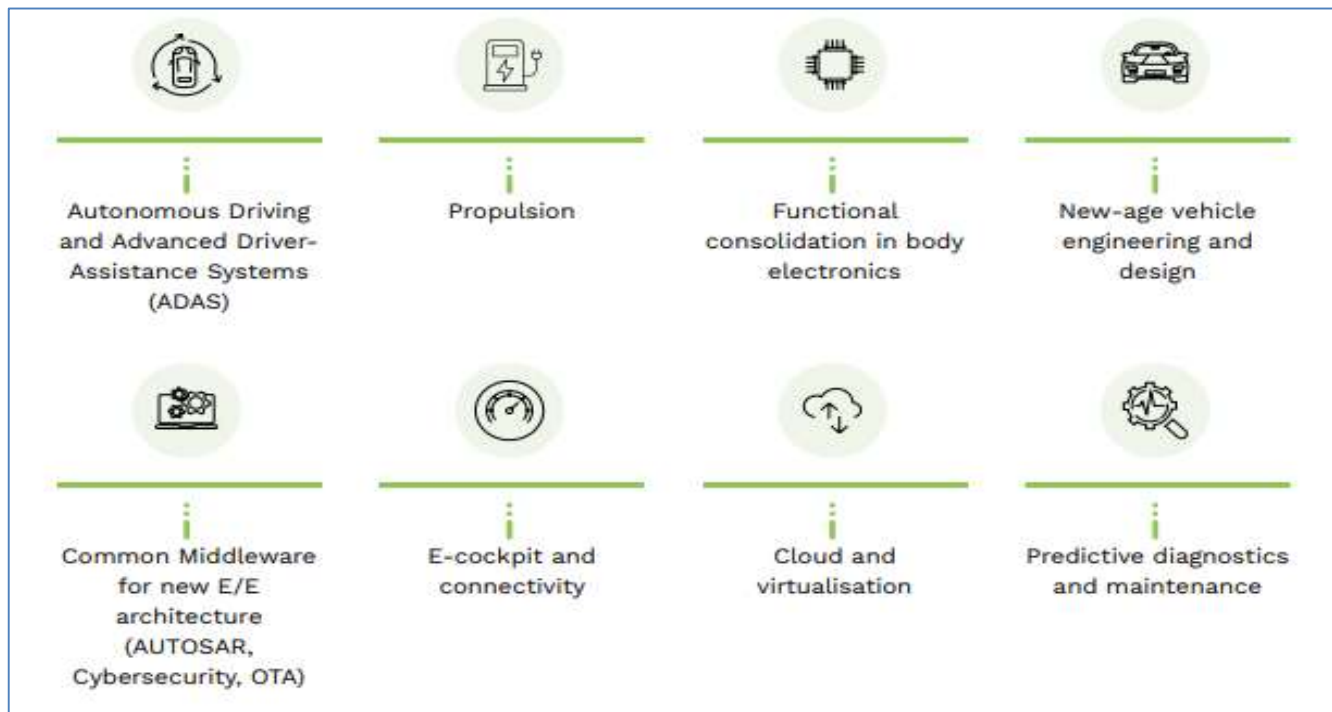 Autonomous Driving
and Advanced Driver-
Assistance Systems
(ADAS)
Propulsion
Functional
consolidation in body
electronics
New-age vehicle
engineering and
design
Common Middleware
for new E/E
architecture
(AUTOSAR,
Cybersecurity, OTA)
E-cockpit and
connectivity
Cloud and
virtualisation
Predictive diagnostics
and maintenance